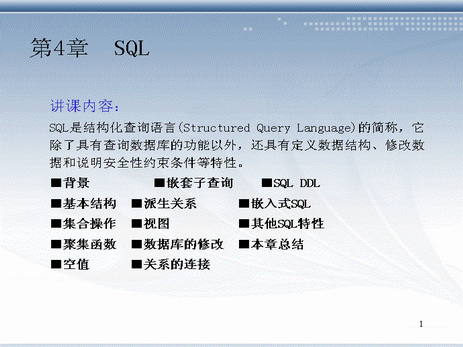 第4章 SQL
讲课内容：
SQL是结构化查询语言(Structured Query Language)的简称，它
除了具有查询数据库的功能以外，还具有定义数据结构、修改数
据和说明安全性约束条件等特性。
■背景 ■嵌套子查询 ■SQL DDL
■基本结构 ■派生关系 ■嵌入式SQL
■集合操作 ■视图 ■其他SQL特性
■聚集函数 ■数据库的修改 ■本章总结
■空值 ■关系的连接
1